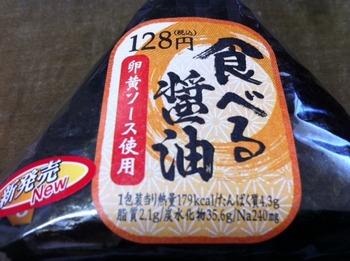 128円(税込)
食べる
醤油
卵黄ソース使用
新発売
New
1包装当り熱量179kcal/たんぱく質4.3g
脂質2.1g/炭水化物35.6g/Na240mg